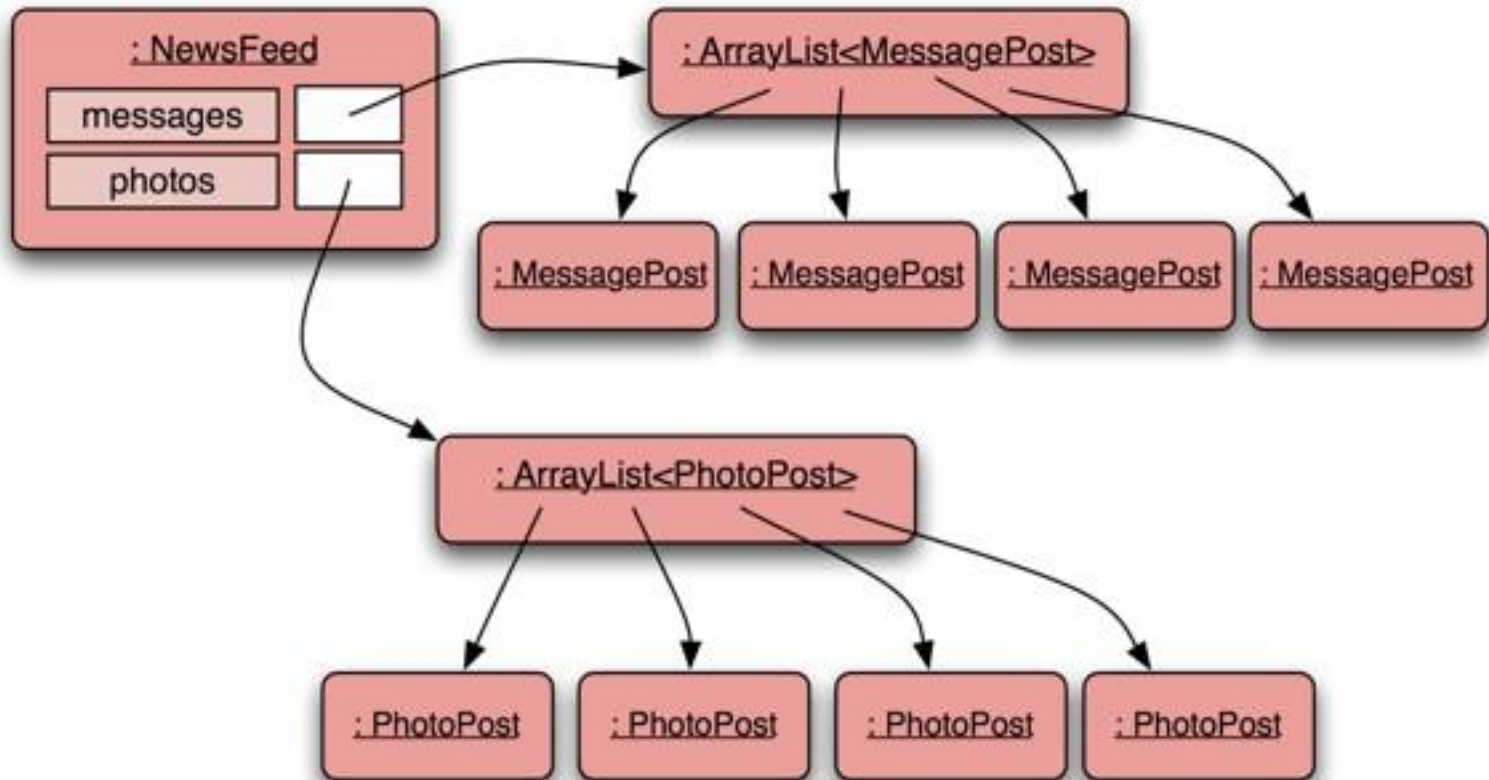 : NewsFeed
messages
photos
: ArrayList<MessagePost>
: MessagePost
: MessagePost
: MessagePost
: MessagePost
: ArrayList<PhotoPost>
: PhotoPost
: PhotoPost
: PhotoPost
: PhotoPost